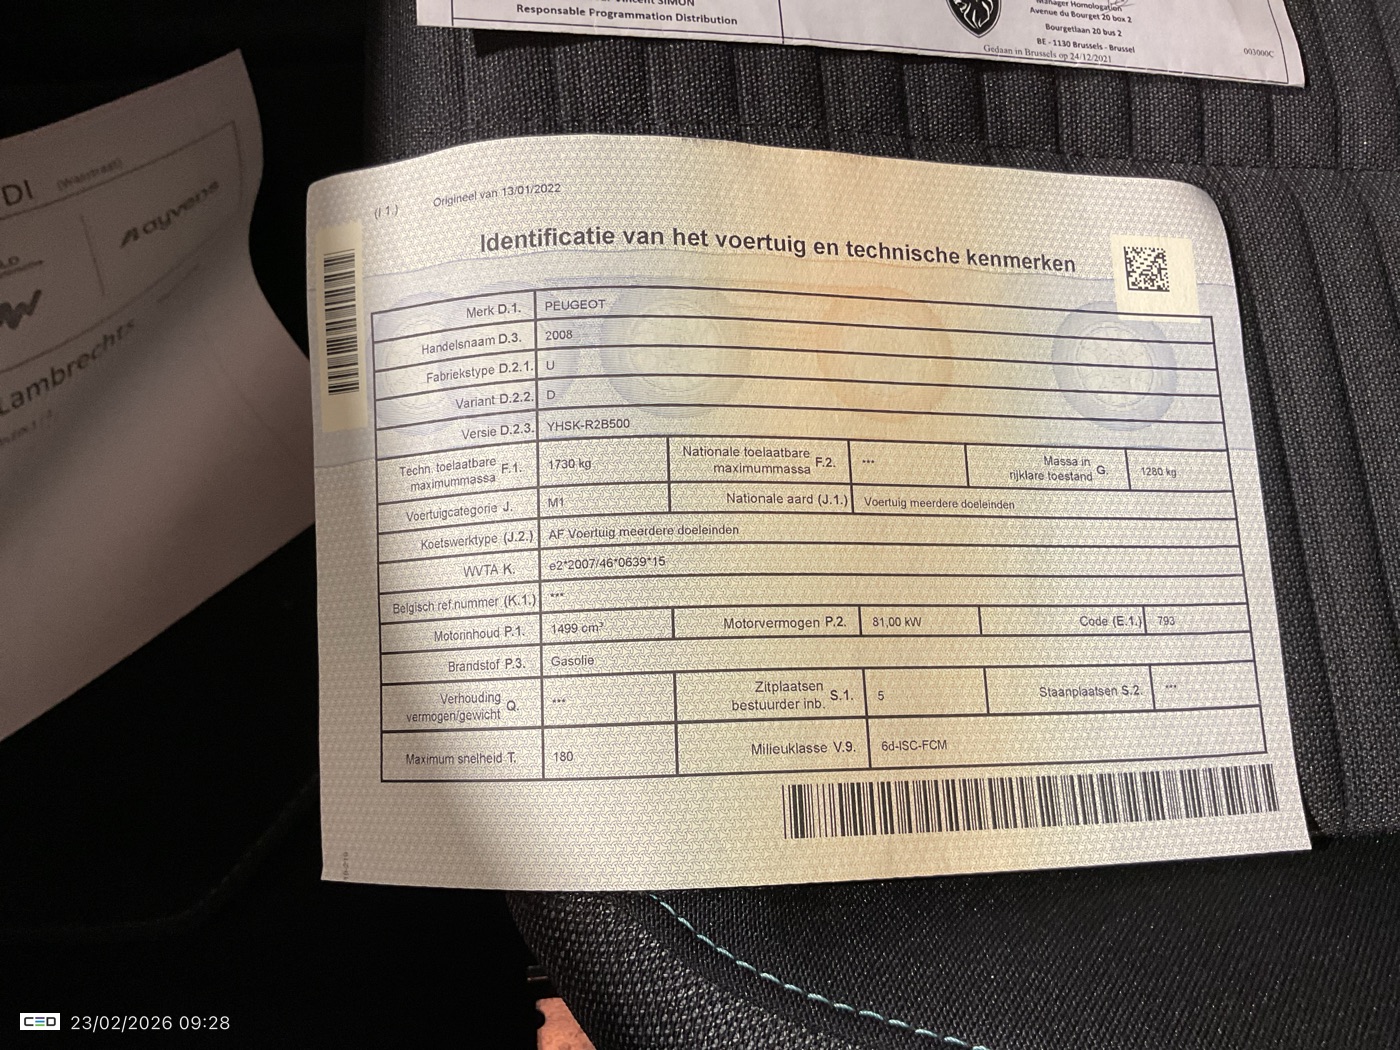 SIMON
Responsable Programmation Distribution
Manager Homologation
Avenue du Bourget 20 box 2
Bourgetlaan 20 bus 2
BE - 1130 Brussels - Brussel
Gedaan in Brussels op 24/12/2021
003000C
DI
Ayvens
Lambrechts
(I 1.)
Origineel van 13/01/2022
Identificatie van het voertuig en technische kenmerken
Merk D.1. PEUGEOT
Handelsnaam D.3. 2008
Fabriekstype D.2.1. U
Variant D.2.2. D
Versie D.2.3. YHSK-R2B500
Techn. toelaatbare maximummassa F.1. 1730 kg Nationale toelaatbare maximummassa F.2. --- Massa in rijklare toestand G. 1280 kg
Voertuigcategorie J. M1 Nationale aard (J.1.) Voertuig meerdere doeleinden
Koetswerktype (J.2.) AF Voertuig meerdere doeleinden
WVTA K. e2*2007/46*0639*15
Belgisch ref.nummer (K.1.) ---
Motorinhoud P.1. 1499 cm³ Motorvermogen P.2. 81,00 kW Code (E.1.) 793
Brandstof P.3. Gasolie
Verhouding vermogen/gewicht Q. --- Zitplaatsen bestuurder inb. S.1. 5 Staanplaatsen S.2. ---
Maximum snelheid T. 180 Milieuklasse V.9. 6d-ISC-FCM
CED 23/02/2026 09:28